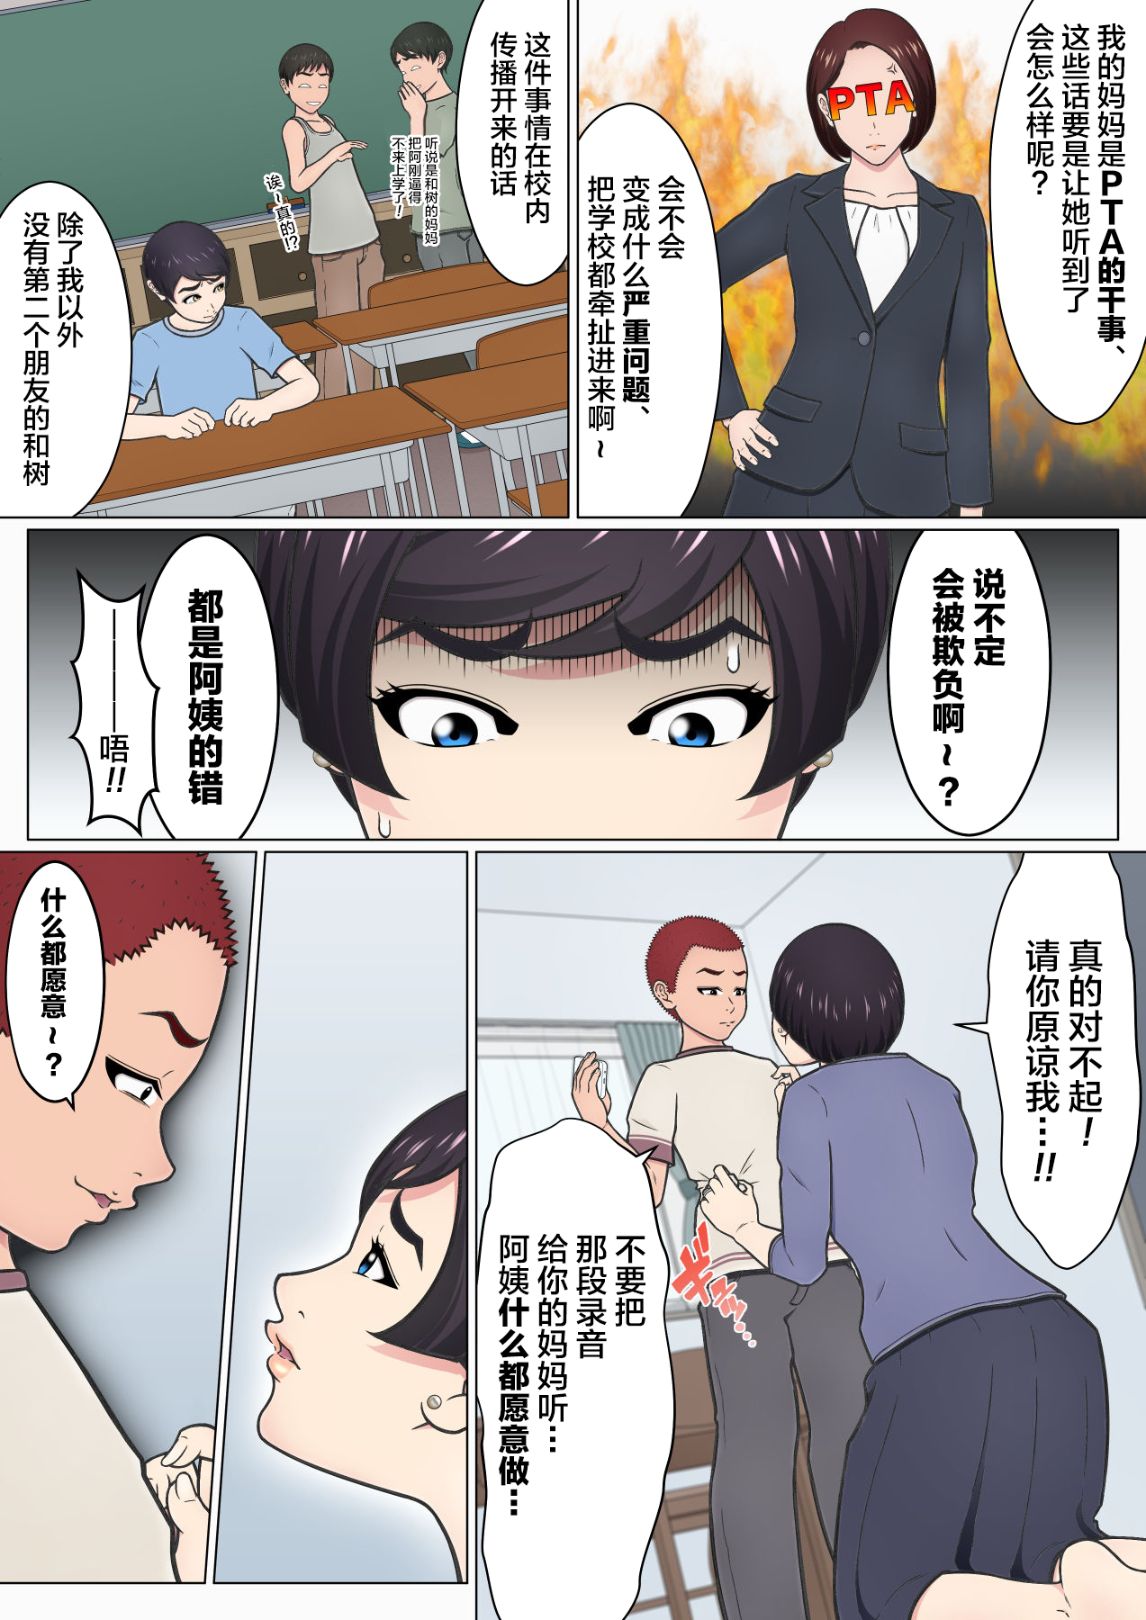 我的妈妈是PTA的干事、
这些话要是让她听到了
会怎么样呢？
PTA
会不会
变成什么严重问题、
把学校都牵扯进来啊~
这件事情在校内
传播开来的话
听说是和树的妈妈
把阿刚逼得
不来上学了！
诶~真的!?
除了我以外
没有第二个朋友的和树
说不定
会被欺负啊~？
都是阿姨的错
————唔!!
真的对不起！
请你原谅我…!!
不要把
那段录音
给你的妈妈听…
阿姨什么都愿意做…
ギュッ…
什么都愿意~？